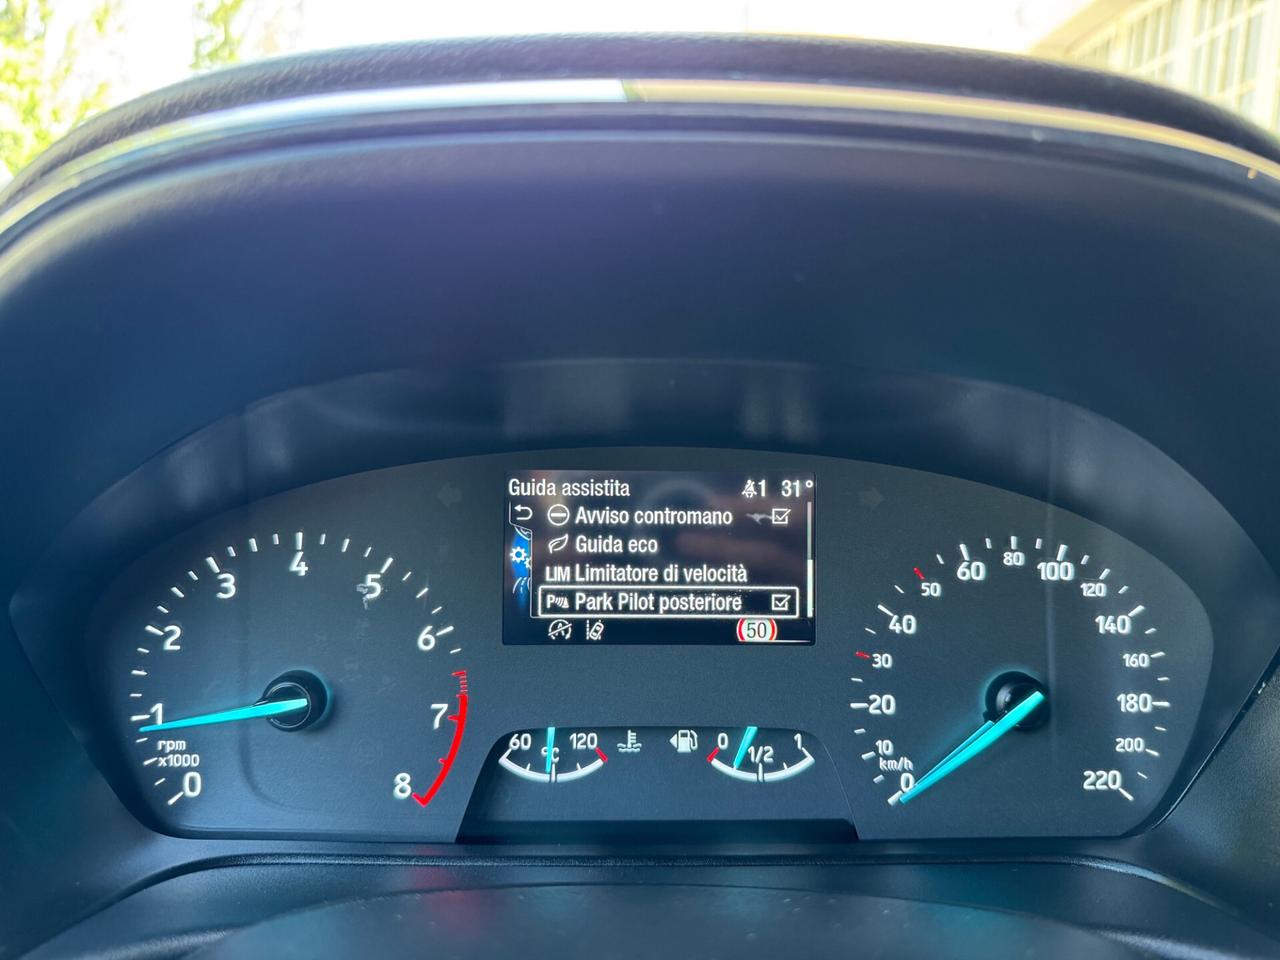 Guida assistita 1 31°
Avviso contromano
Guida eco
LIM Limitatore di velocità
P Park Pilot posteriore
50
0
1
2
3
4
5
6
7
8
rpm
x1000
60 °C 120
0 1/2 1
0
10
20
30
40
50
60
80
100
120
140
160
180
200
220
km/h